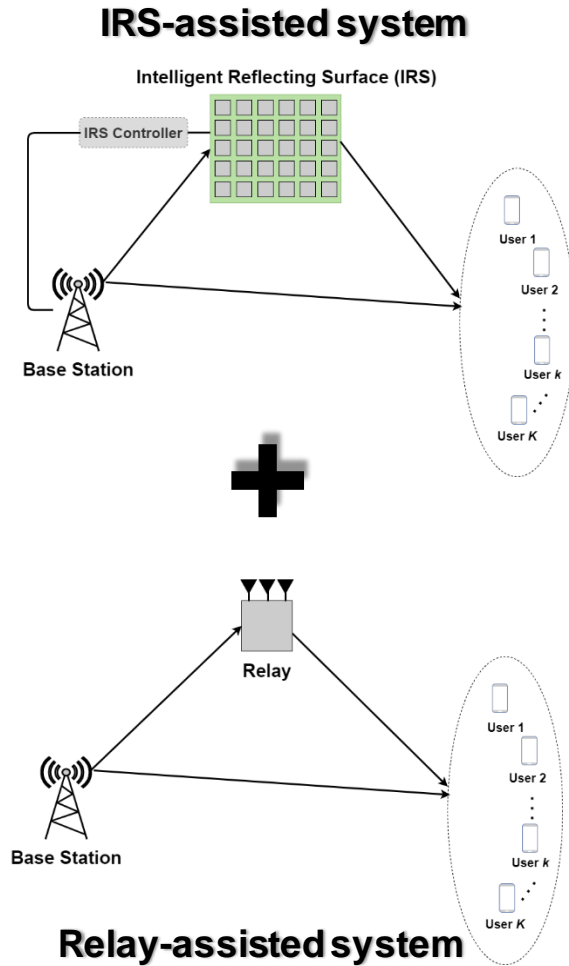 IRS-assisted system
Intelligent Reflecting Surface (IRS)
IRS Controller
User 1
User 2
User k
User K
Base Station
Relay
User 1
User 2
User k
User K
Base Station
Relay-assisted system